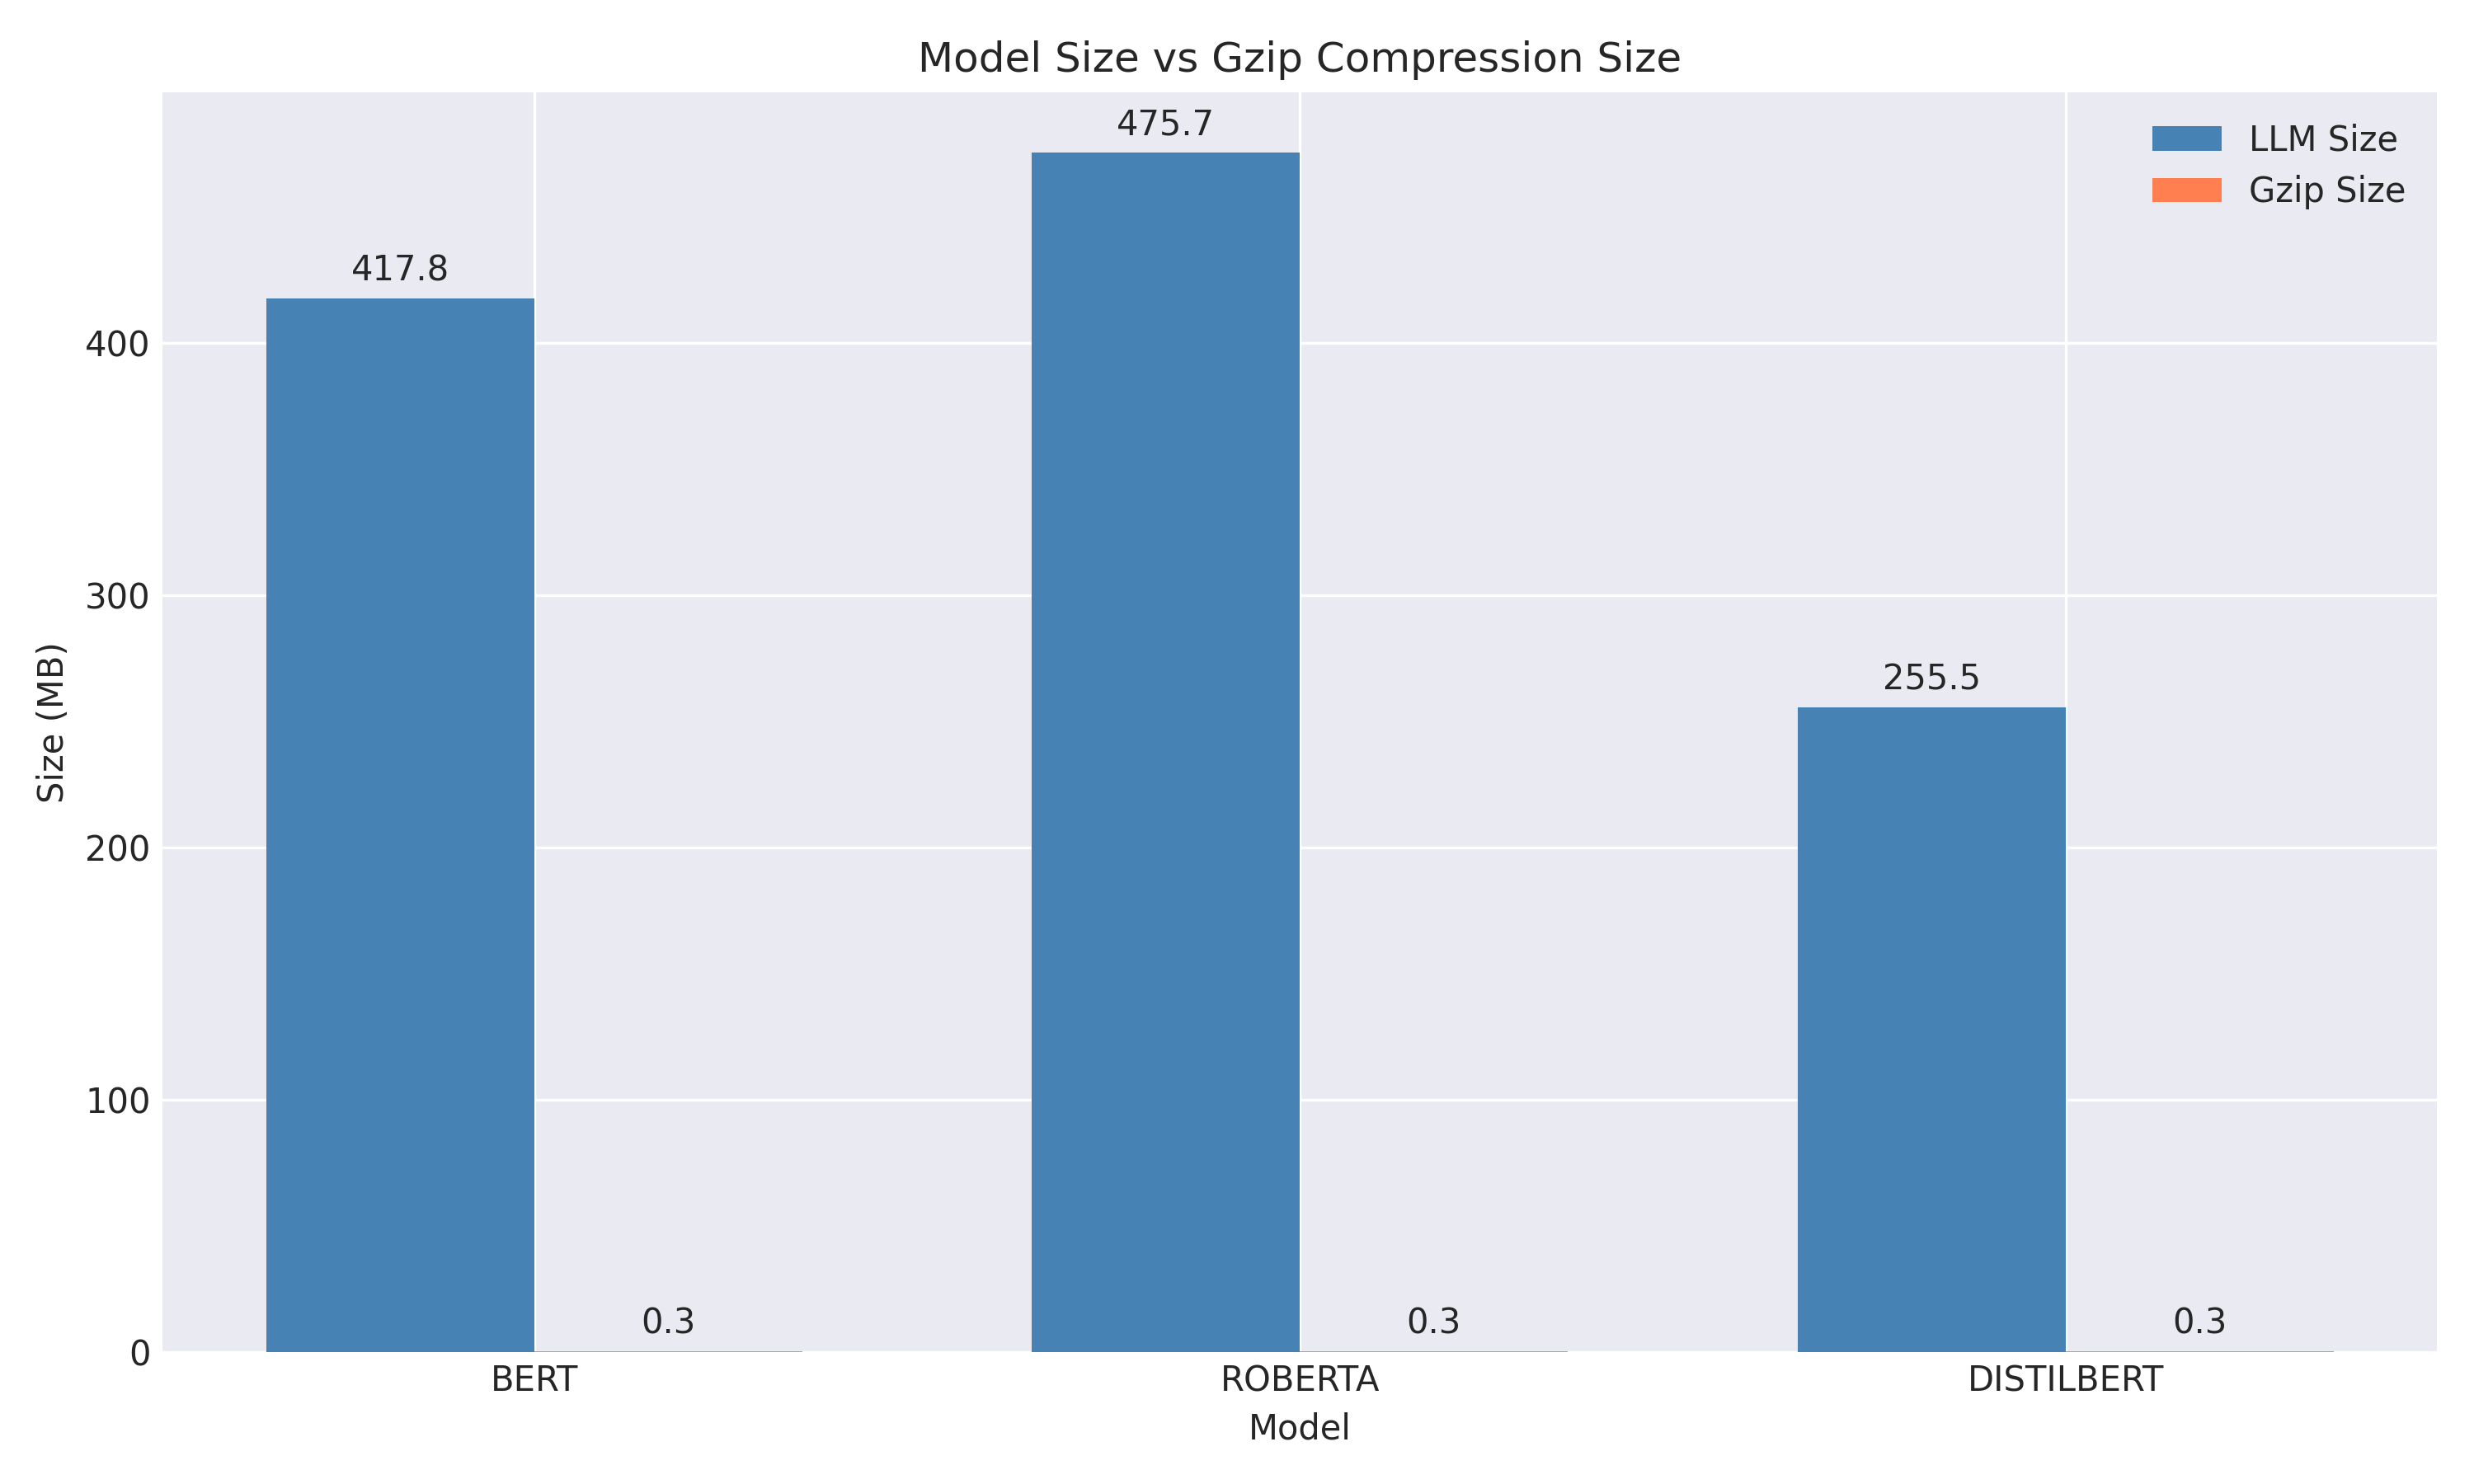 Model Size vs Gzip Compression Size
LLM Size
Gzip Size
475.7
417.8
255.5
0.3
0.3
0.3
400
300
200
100
0
Size (MB)
BERT
ROBERTA
DISTILBERT
Model